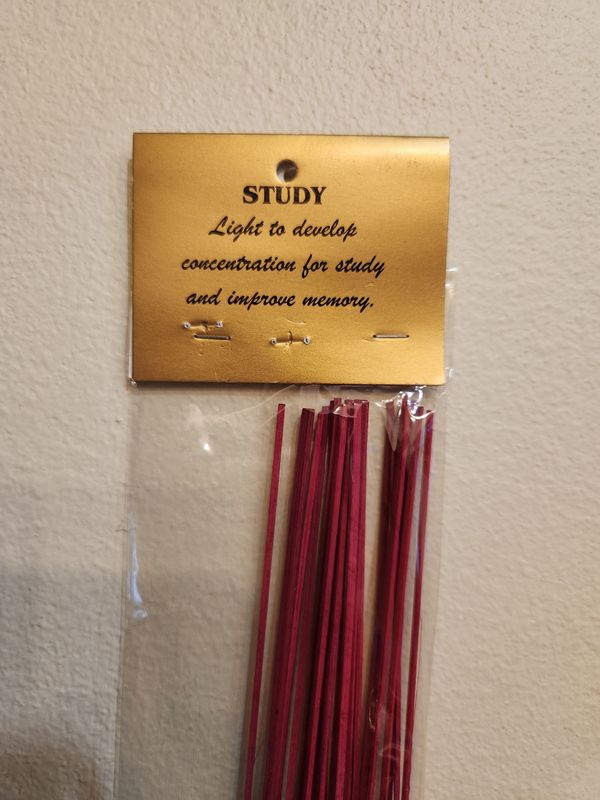 STUDY
Light to develop
concentration for study
and improve memory.